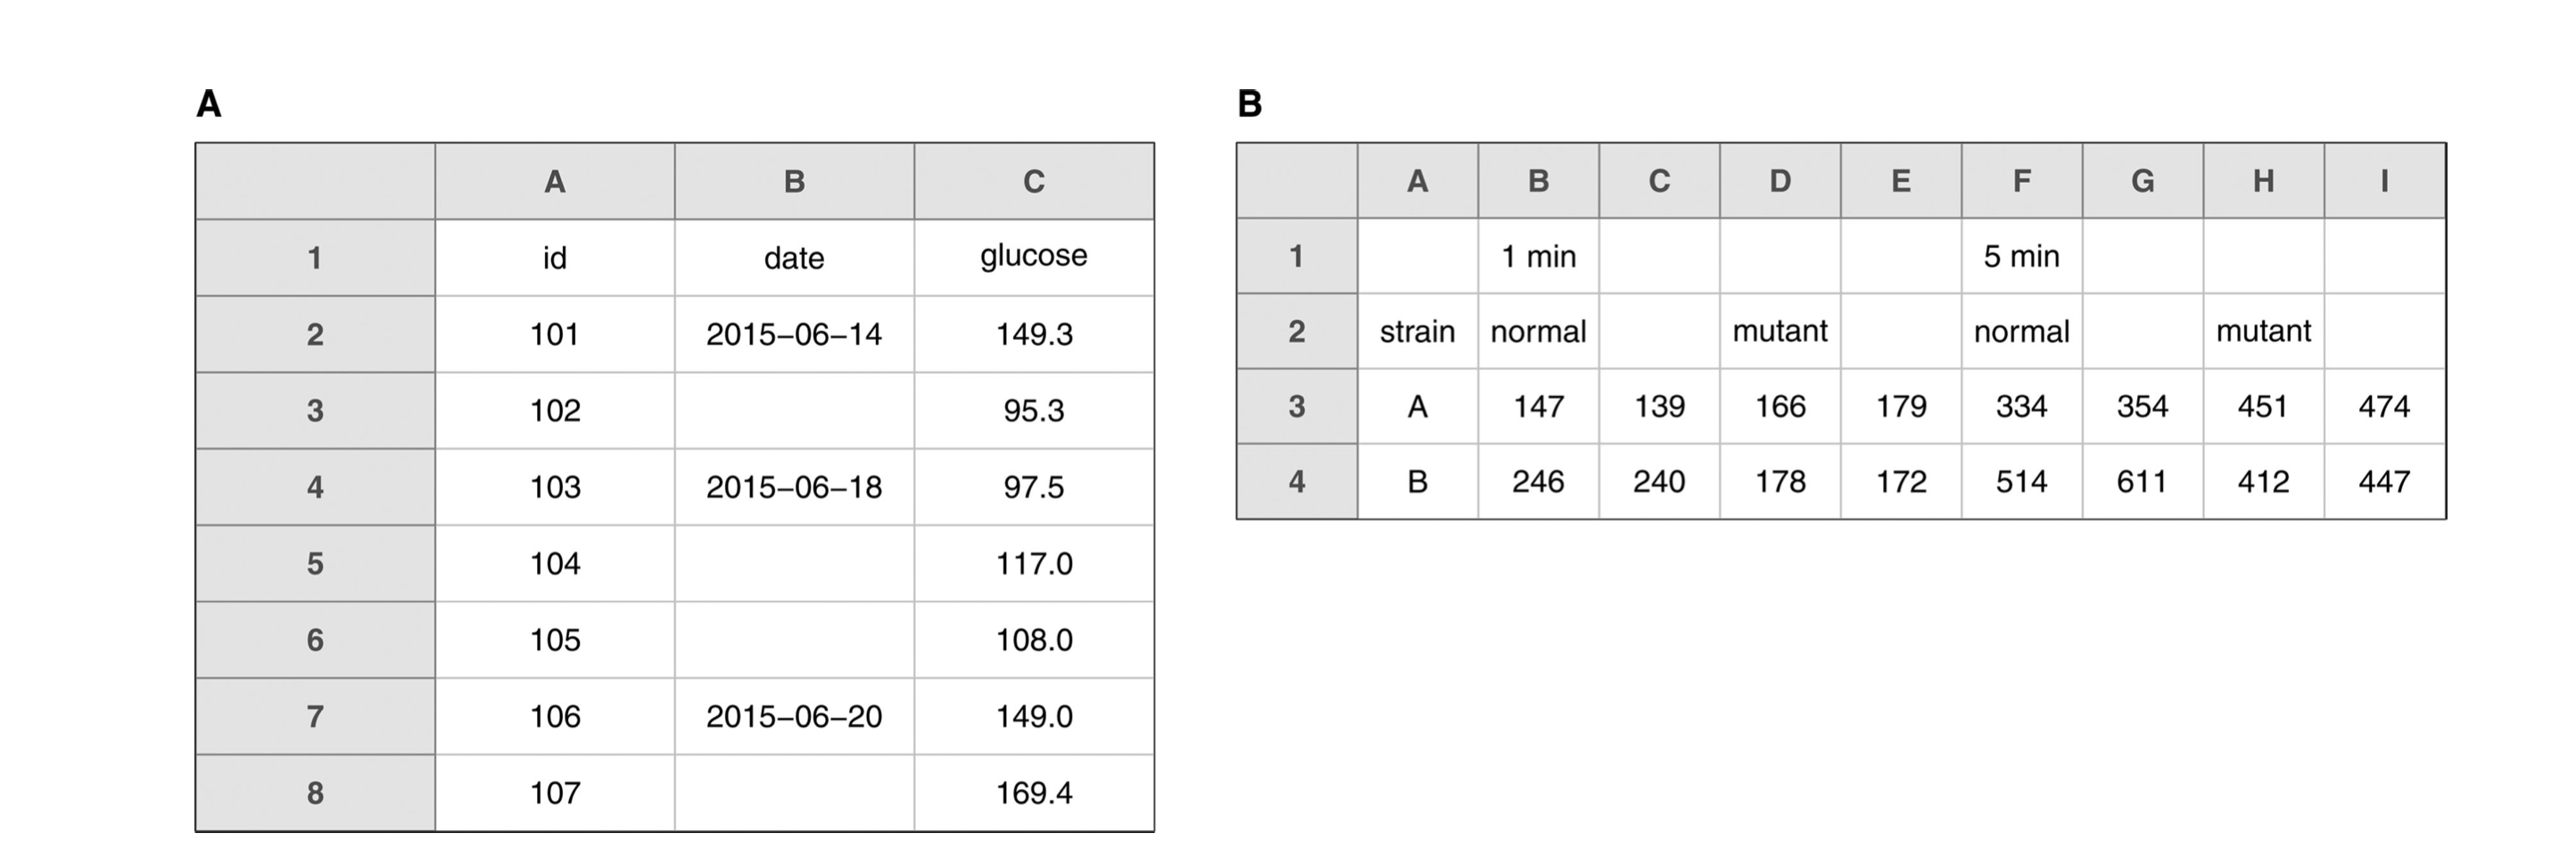 A
A B C
1 id date glucose
2 101 2015–06–14 149.3
3 102 95.3
4 103 2015–06–18 97.5
5 104 117.0
6 105 108.0
7 106 2015–06–20 149.0
8 107 169.4
B
A B C D E F G H I
1 1 min 5 min
2 strain normal mutant normal mutant
3 A 147 139 166 179 334 354 451 474
4 B 246 240 178 172 514 611 412 447